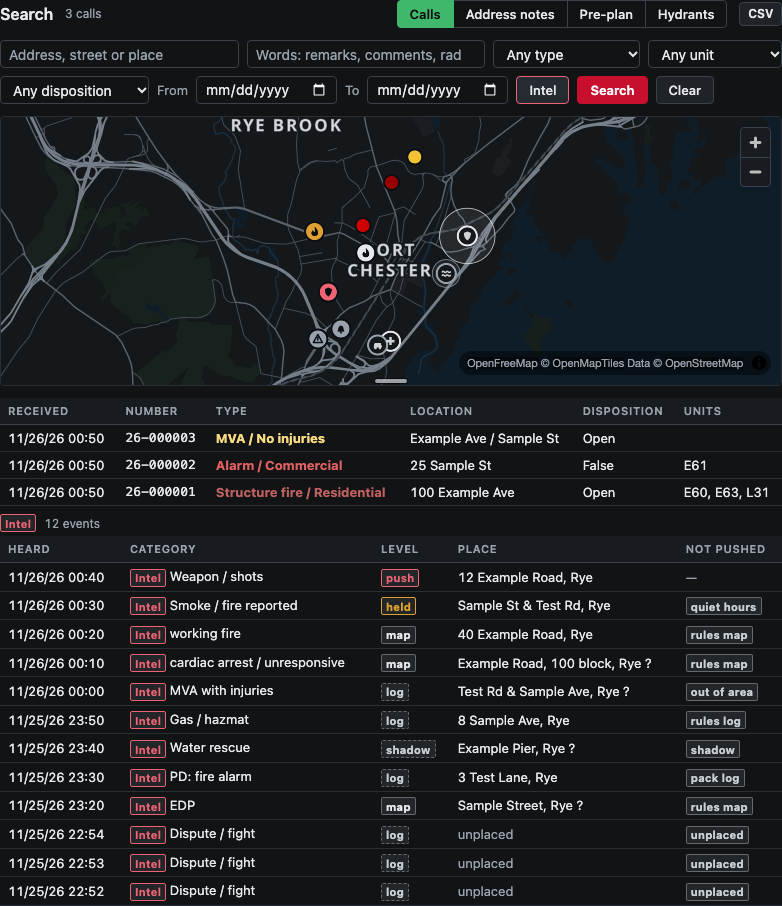 Search 3 calls Calls Address notes Pre-plan Hydrants CSV
Address, street or place Words: remarks, comments, rad Any type Any unit
Any disposition From mm/dd/yyyy To mm/dd/yyyy Intel Search Clear
RYE BROOK
+
−
ORT
CHESTER
OpenFreeMap © OpenMapTiles Data © OpenStreetMap
RECEIVED NUMBER TYPE LOCATION DISPOSITION UNITS
11/26/26 00:50 26-000003 MVA / No injuries Example Ave / Sample St Open
11/26/26 00:50 26-000002 Alarm / Commercial 25 Sample St False E61
11/26/26 00:50 26-000001 Structure fire / Residential 100 Example Ave Open E60, E63, L31
Intel 12 events
HEARD CATEGORY LEVEL PLACE NOT PUSHED
11/26/26 00:40 Intel Weapon / shots push 12 Example Road, Rye —
11/26/26 00:30 Intel Smoke / fire reported held Sample St & Test Rd, Rye quiet hours
11/26/26 00:20 Intel working fire map 40 Example Road, Rye rules map
11/26/26 00:10 Intel cardiac arrest / unresponsive map Example Road, 100 block, Rye ? rules map
11/26/26 00:00 Intel MVA with injuries log Test Rd & Sample Ave, Rye ? out of area
11/25/26 23:50 Intel Gas / hazmat log 8 Sample Ave, Rye rules log
11/25/26 23:40 Intel Water rescue shadow Example Pier, Rye ? shadow
11/25/26 23:30 Intel PD: fire alarm log 3 Test Lane, Rye pack log
11/25/26 23:20 Intel EDP map Sample Street, Rye ? rules map
11/25/26 22:54 Intel Dispute / fight log unplaced unplaced
11/25/26 22:53 Intel Dispute / fight log unplaced unplaced
11/25/26 22:52 Intel Dispute / fight log unplaced unplaced